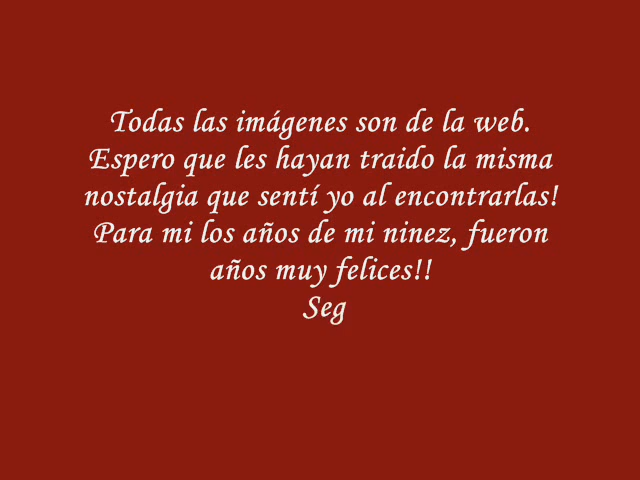 Todas las imágenes son de la web.
Espero que les hayan traido la misma
nostalgia que sentí yo al encontrarlas!
Para mi los años de mi ninez, fueron
años muy felices!!
Seg